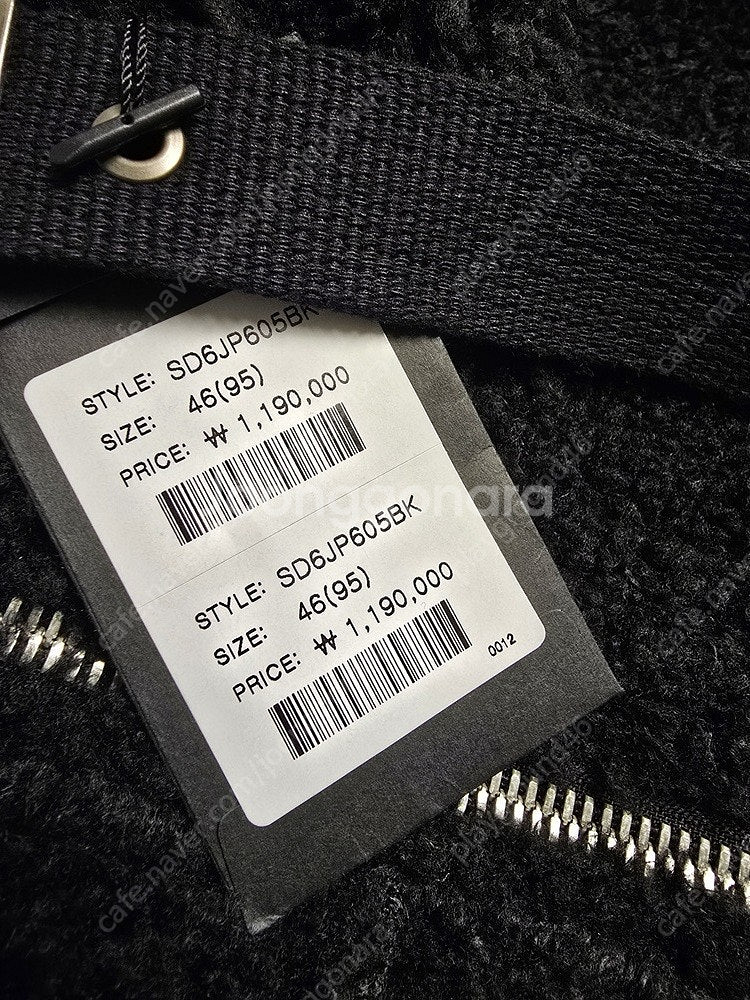 STYLE: SD6JP605BK
SIZE: 46(95)
PRICE: ₩ 1,190,000
joonggonara
STYLE: SD6JP605BK
SIZE: 46(95)
PRICE: ₩ 1,190,000
0012